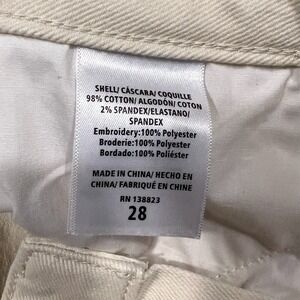 SHELL/ CÁSCARA/ COQUILLE
98% COTTON/ ALGODÓN/ COTON
2% SPANDEX/ELASTANO/
SPANDEX
Embroidery:100% Polyester
Broderie:100% Polyester
Bordado:100% Poliéster
MADE IN CHINA/ HECHO EN
CHINA/ FABRIQUÉ EN CHINE
RN 138823
28